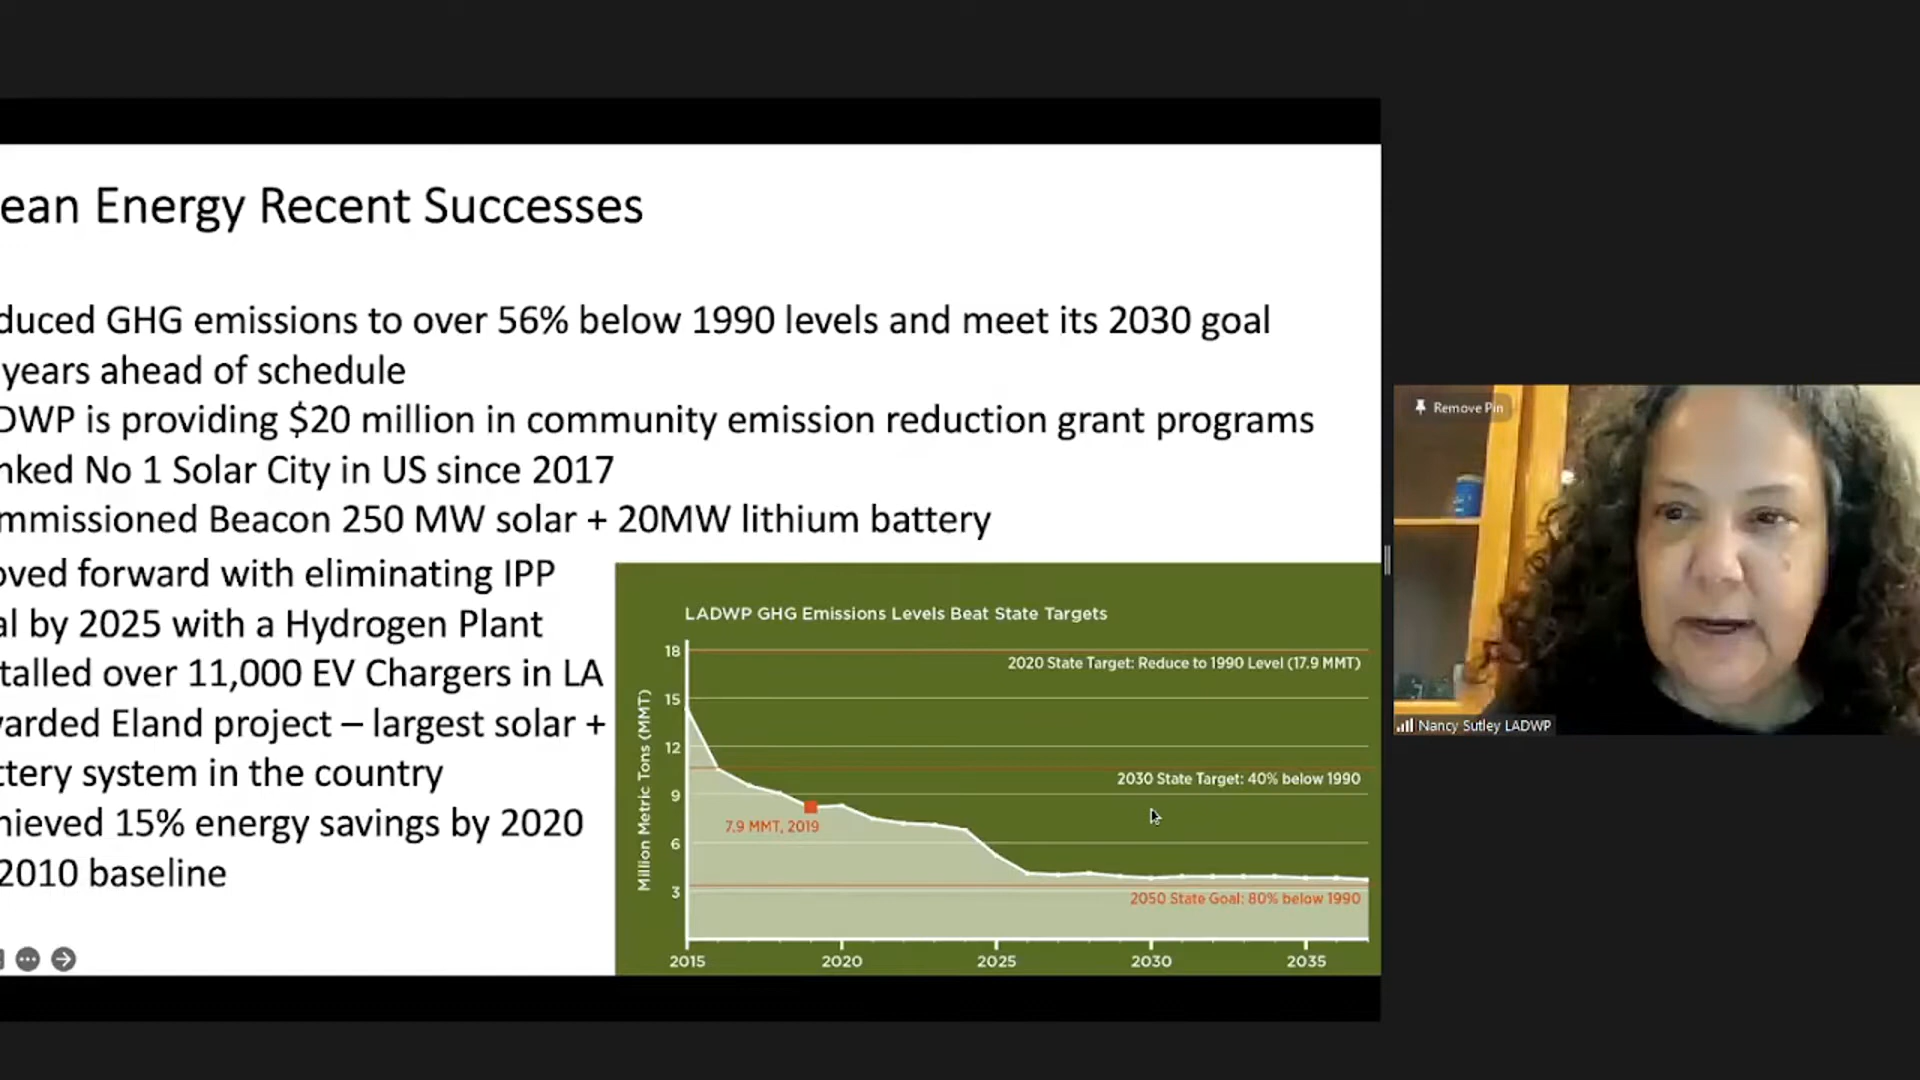 ean Energy Recent Successes
duced GHG emissions to over 56% below 1990 levels and meet its 2030 goal
years ahead of schedule
DWP is providing $20 million in community emission reduction grant programs
nked No 1 Solar City in US since 2017
mmissioned Beacon 250 MW solar + 20MW lithium battery
oved forward with eliminating IPP
al by 2025 with a Hydrogen Plant
talled over 11,000 EV Chargers in LA
varded Eland project – largest solar +
ttery system in the country
hieved 15% energy savings by 2020
2010 baseline
LADWP GHG Emissions Levels Beat State Targets
Million Metric Tons (MMT)
18
15
12
9
6
3
2020 State Target: Reduce to 1990 Level (17.9 MMT)
2030 State Target: 40% below 1990
7.9 MMT, 2019
2050 State Goal: 80% below 1990
2015 2020 2025 2030 2035
Remove Pin
Nancy Sutley LADWP